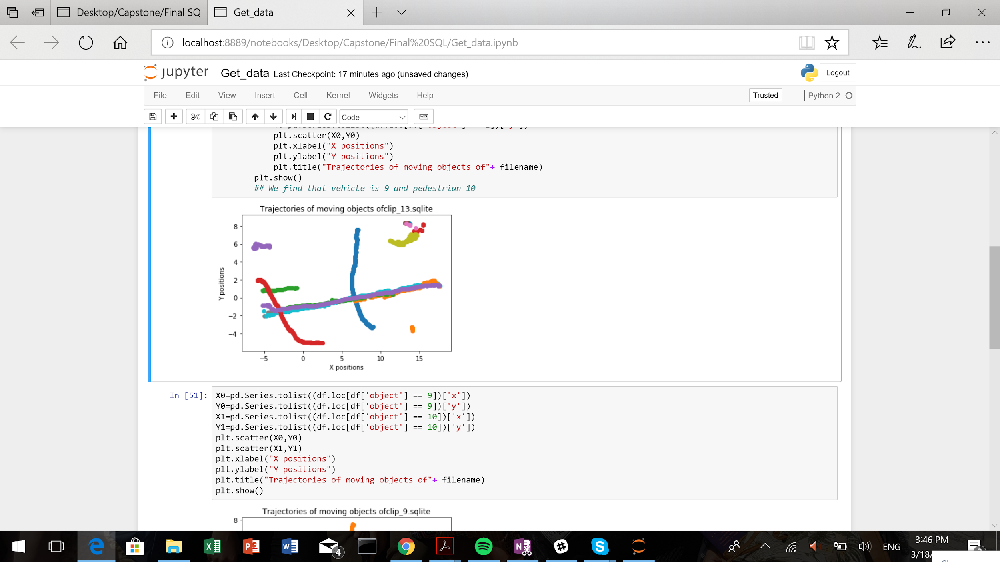 Desktop/Capstone/Final SQ
Get_data
localhost:8889/notebooks/Desktop/Capstone/Final%20SQL/Get_data.ipynb
jupyter Get_data Last Checkpoint: 17 minutes ago (unsaved changes)
Logout
File Edit View Insert Cell Kernel Widgets Help
Trusted
Python 2
Code
plt.scatter(X0,Y0)
plt.xlabel("X positions")
plt.ylabel("Y positions")
plt.title("Trajectories of moving objects of"+ filename)
plt.show()
## We find that vehicle is 9 and pedestrian 10
Trajectories of moving objects ofclip_13.sqlite
8
6
4
2
0
−2
−4
Y positions
−5 0 5 10 15
X positions
In [51]:
X0=pd.Series.tolist((df.loc[df['object'] == 9])['x'])
Y0=pd.Series.tolist((df.loc[df['object'] == 9])['y'])
X1=pd.Series.tolist((df.loc[df['object'] == 10])['x'])
Y1=pd.Series.tolist((df.loc[df['object'] == 10])['y'])
plt.scatter(X0,Y0)
plt.scatter(X1,Y1)
plt.xlabel("X positions")
plt.ylabel("Y positions")
plt.title("Trajectories of moving objects of"+ filename)
plt.show()
Trajectories of moving objects ofclip_9.sqlite
8
4
ENG
3:46 PM
3/18/